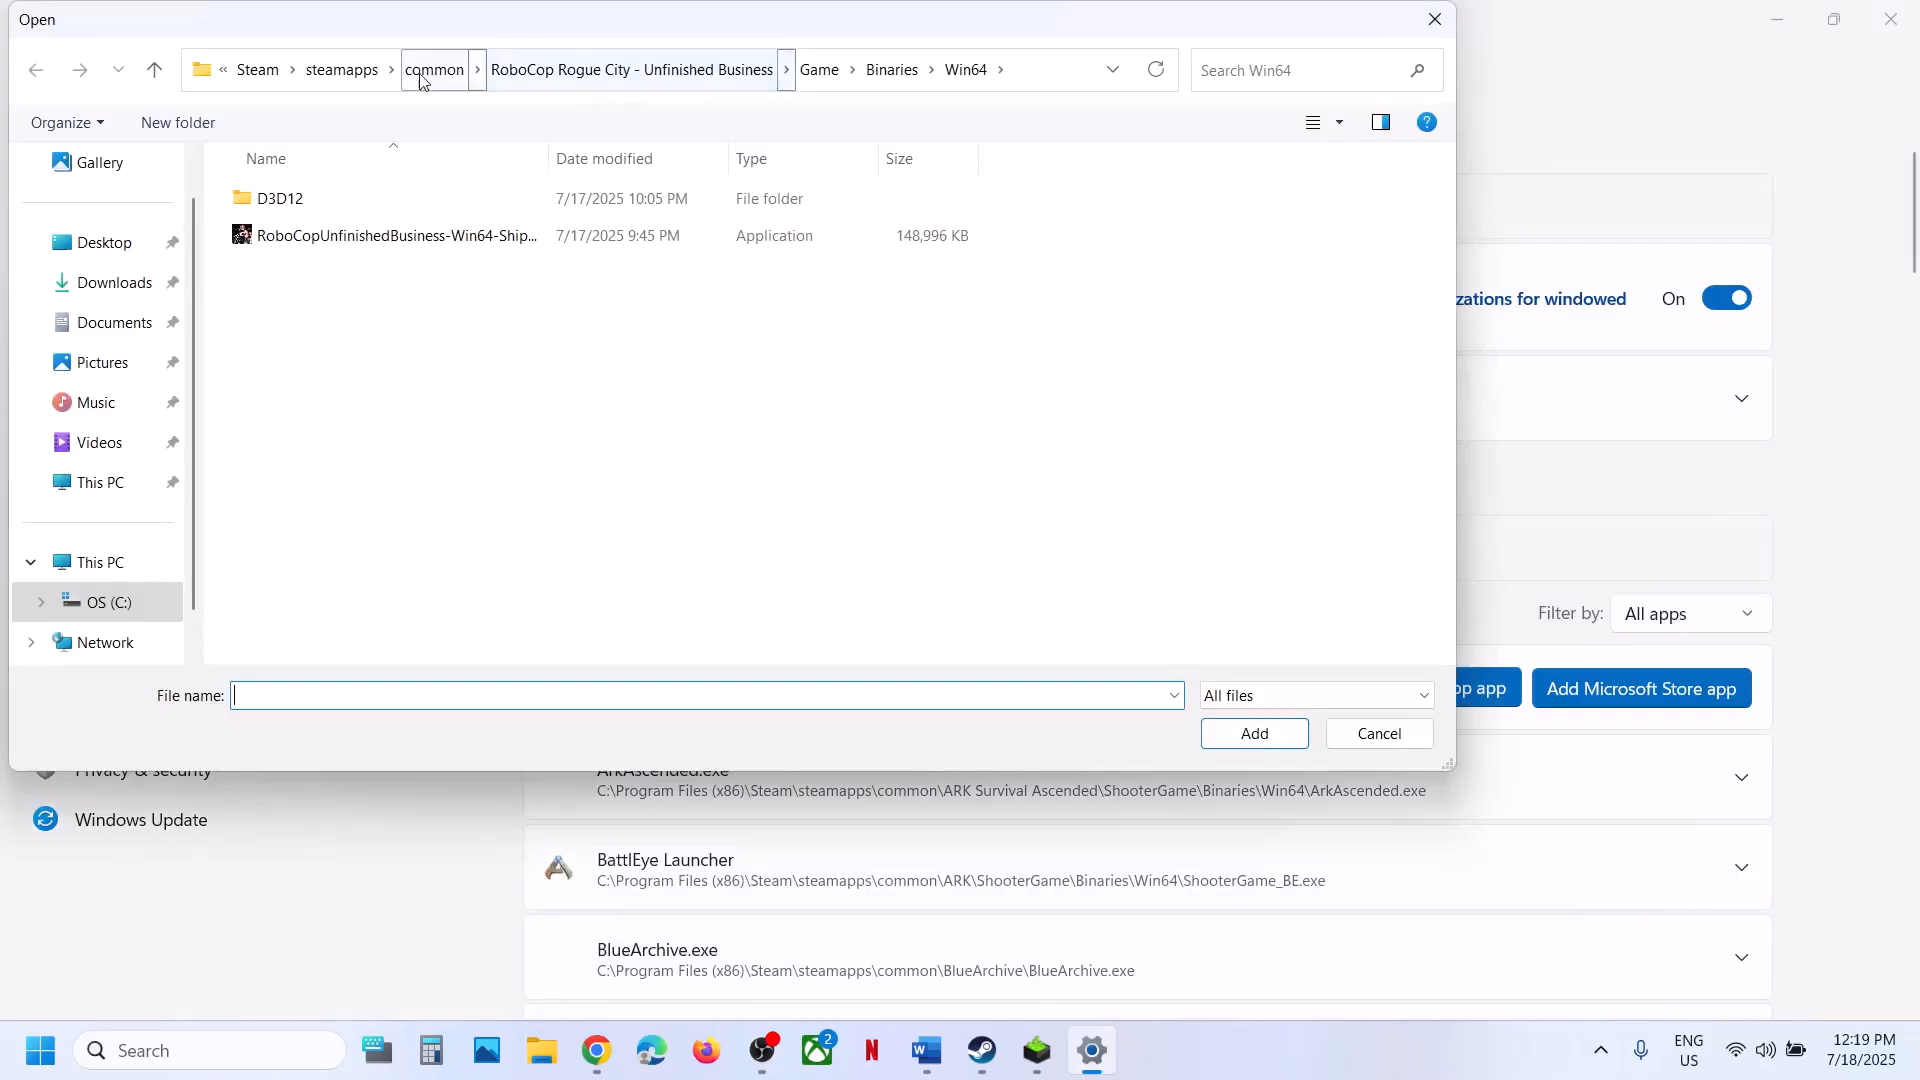 Open
« Steam > steamapps > common > RoboCop Rogue City - Unfinished Business > Game > Binaries > Win64 >
Search Win64
Organize
New folder
Gallery
Desktop
Downloads
Documents
Pictures
Music
Videos
This PC
This PC
OS (C:)
Network
Name Date modified Type Size
D3D12 7/17/2025 10:05 PM File folder
RoboCopUnfinishedBusiness-Win64-Ship... 7/17/2025 9:45 PM Application 148,996 KB
File name:
All files
Add
Cancel
zations for windowed On
Filter by: All apps
pp app
Add Microsoft Store app
Privacy & security
Windows Update
ArkAscended.exe
C:\Program Files (x86)\Steam\steamapps\common\ARK Survival Ascended\ShooterGame\Binaries\Win64\ArkAscended.exe
BattlEye Launcher
C:\Program Files (x86)\Steam\steamapps\common\ARK\ShooterGame\Binaries\Win64\ShooterGame_BE.exe
BlueArchive.exe
C:\Program Files (x86)\Steam\steamapps\common\BlueArchive\BlueArchive.exe
Search
2
ENG
US
12:19 PM
7/18/2025